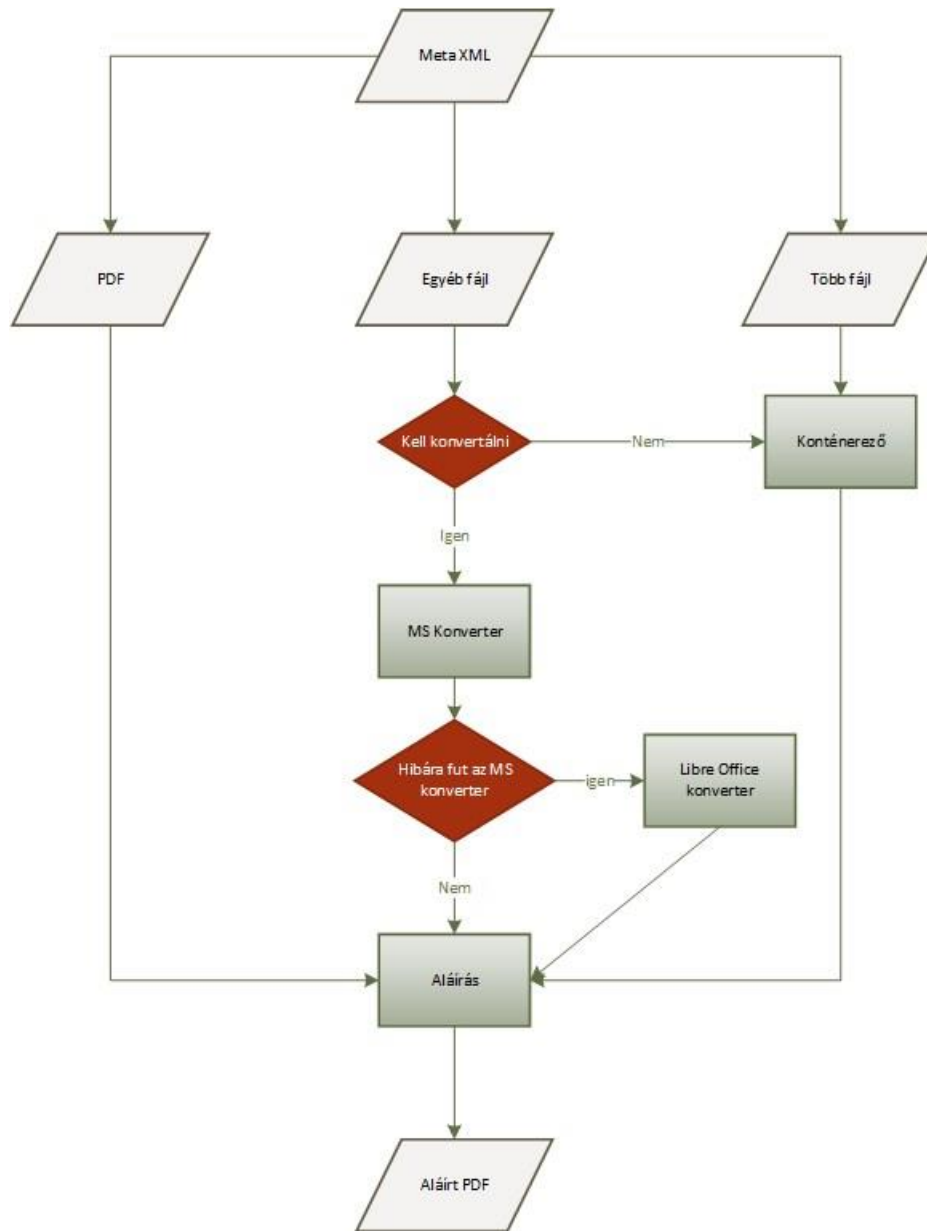 Meta XML
PDF
Egyéb fájl
Több fájl
Kell konvertálni
Nem
Konténerező
Igen
MS Konverter
Hibára fut az MS
konverter
igen
Libre Office
konverter
Nem
Aláírás
Aláírt PDF